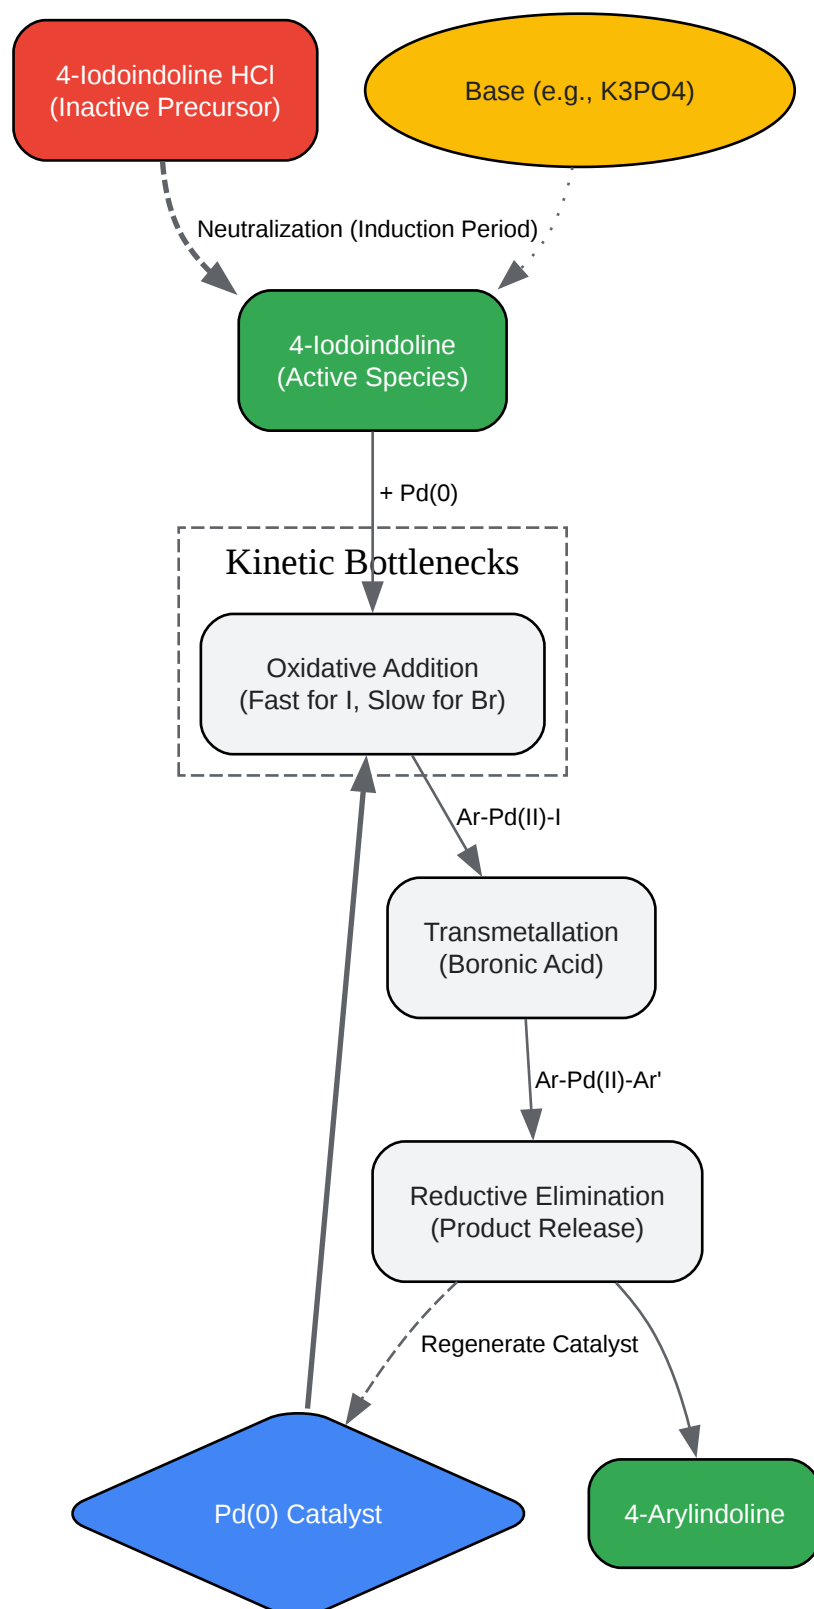 4-Iodoindoline HCl
(Inactive Precursor)
Base (e.g., K3PO4)
Neutralization (Induction Period)
4-Iodoindoline
(Active Species)
+ Pd(0)
Kinetic Bottlenecks
Oxidative Addition
(Fast for I, Slow for Br)
Ar-Pd(II)-I
Transmetallation
(Boronic Acid)
Ar-Pd(II)-Ar'
Reductive Elimination
(Product Release)
Regenerate Catalyst
Pd(0) Catalyst
4-Arylindoline